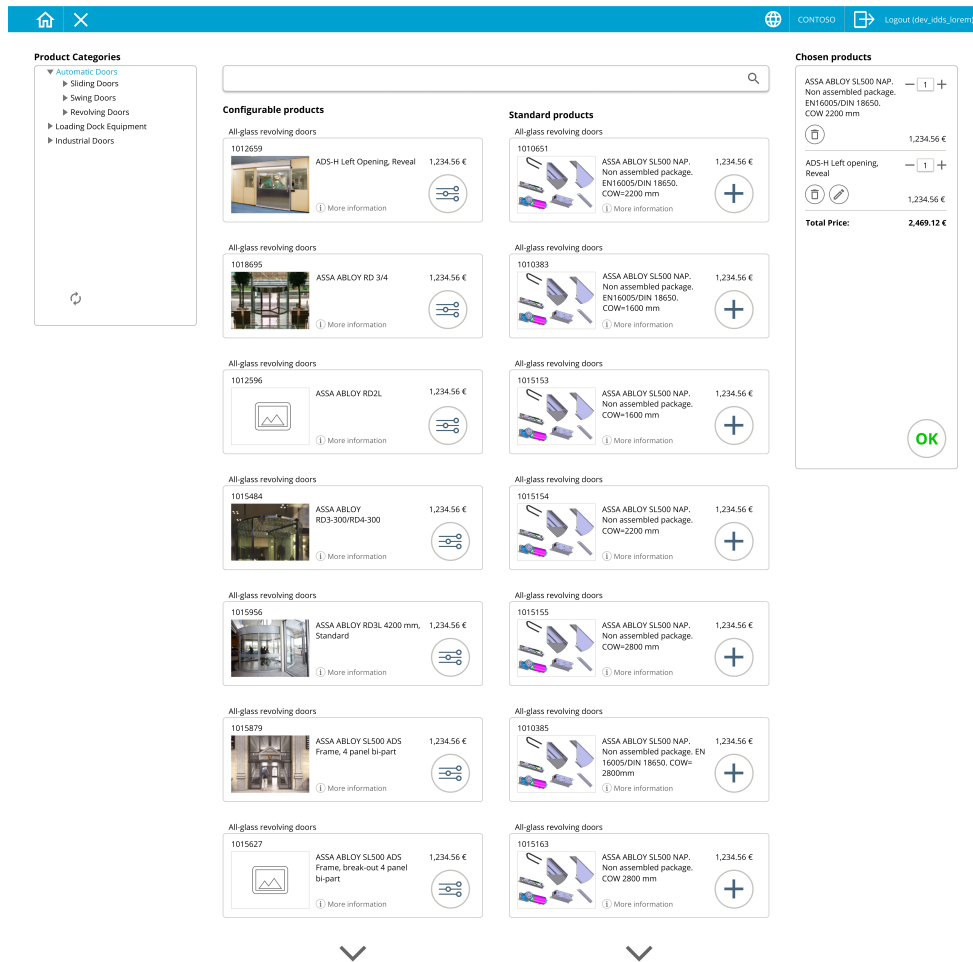 CONTOSO
Logout (dev_idds_lorem)
Product Categories
Automatic Doors
Sliding Doors
Swing Doors
Revolving Doors
Loading Dock Equipment
Industrial Doors
Configurable products
All-glass revolving doors
1012659
ADS-H Left Opening, Reveal
1,234.56 €
More information
All-glass revolving doors
1018695
ASSA ABLOY RD 3/4
1,234.56 €
More information
All-glass revolving doors
1012596
ASSA ABLOY RD2L
1,234.56 €
More information
All-glass revolving doors
1015484
ASSA ABLOY
RD3-300/RD4-300
1,234.56 €
More information
All-glass revolving doors
1015956
ASSA ABLOY RD3L 4200 mm,
Standard
1,234.56 €
More information
All-glass revolving doors
1015879
ASSA ABLOY SL500 ADS
Frame, 4 panel bi-part
1,234.56 €
More information
All-glass revolving doors
1015627
ASSA ABLOY SL500 ADS
Frame, break-out 4 panel
bi-part
1,234.56 €
More information
Standard products
All-glass revolving doors
1010651
ASSA ABLOY SL500 NAP.
Non assembled package.
EN16005/DIN 18650.
COW=2200 mm
1,234.56 €
More information
All-glass revolving doors
1010383
ASSA ABLOY SL500 NAP.
Non assembled package.
EN16005/DIN 18650.
COW=1600 mm
1,234.56 €
More information
All-glass revolving doors
1015153
ASSA ABLOY SL500 NAP.
Non assembled package.
COW=1600 mm
1,234.56 €
More information
All-glass revolving doors
1015154
ASSA ABLOY SL500 NAP.
Non assembled package.
COW=2200 mm
1,234.56 €
More information
All-glass revolving doors
1015155
ASSA ABLOY SL500 NAP.
Non assembled package.
COW=2800 mm
1,234.56 €
More information
All-glass revolving doors
1010385
ASSA ABLOY SL500 NAP.
Non assembled package. EN
16005/DIN 18650. COW=
2800mm
1,234.56 €
More information
All-glass revolving doors
1015163
ASSA ABLOY SL500 NAP.
Non assembled package.
COW 2800 mm
1,234.56 €
More information
Chosen products
ASSA ABLOY SL500 NAP.
Non assembled package.
EN16005/DIN 18650.
COW 2200 mm
1
1,234.56 €
ADS-H Left opening,
Reveal
1
1,234.56 €
Total Price: 2,469.12 €
OK